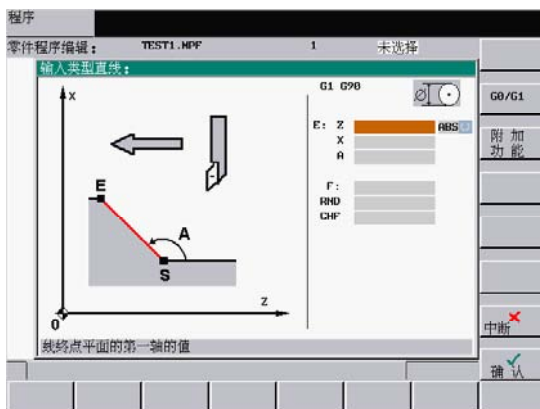 程序
零件程序编辑: TEST1.MPF 1 未选择
输入类型直线:
X
E
A
S
Z
0
G1 G90
E: Z ABS
X
A
F:
RND
CHF
线终点平面的第一轴的值
G0/G1
附加
功能
中断
确认